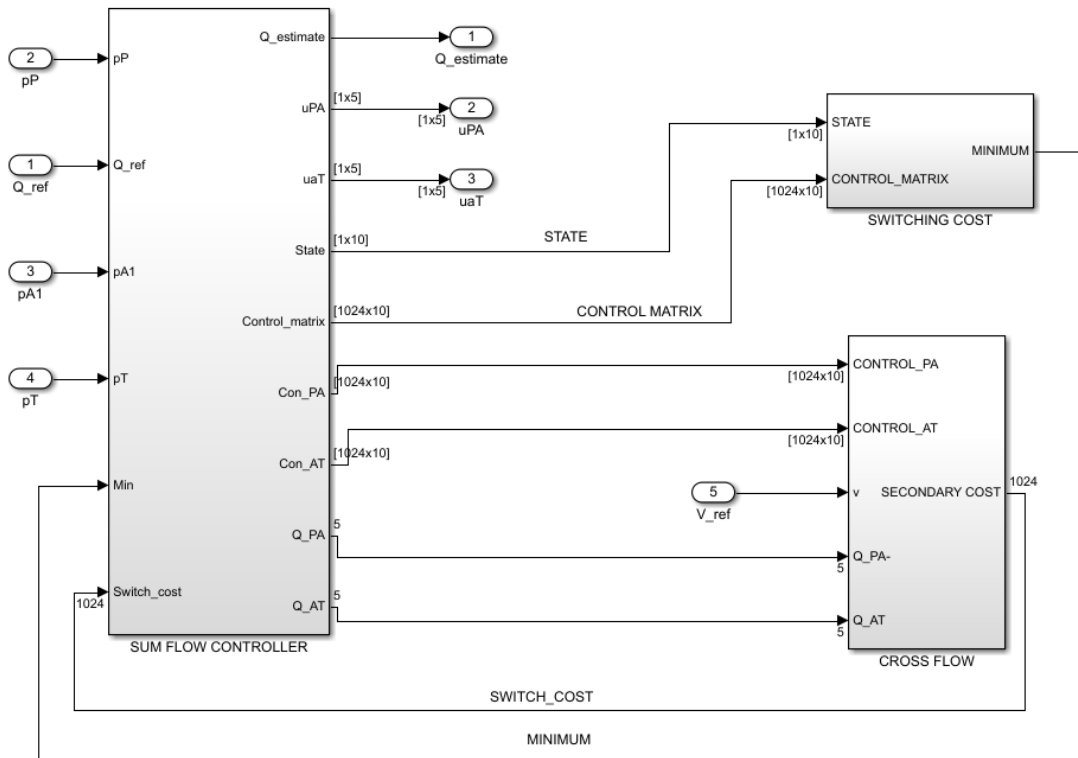 2
pP
1
Q_ref
3
pA1
4
pT
pP
Q_ref
pA1
pT
Min
Switch_cost
1024
Q_estimate
uPA
uaT
State
Control_matrix
Con_PA
Con_AT
Q_PA
Q_AT
SUM FLOW CONTROLLER
[1x5]
[1x5]
[1x10]
[1024x10]
[1024x10]
[1024x10]
5
5
1
Q_estimate
[1x5]
2
uPA
[1x5]
3
uaT
STATE
CONTROL MATRIX
[1x10]
STATE
[1024x10]
CONTROL_MATRIX
MINIMUM
SWITCHING COST
[1024x10]
CONTROL_PA
[1024x10]
CONTROL_AT
5
V_ref
v
SECONDARY COST
1024
5
Q_PA-
5
Q_AT
CROSS FLOW
SWITCH_COST
MINIMUM